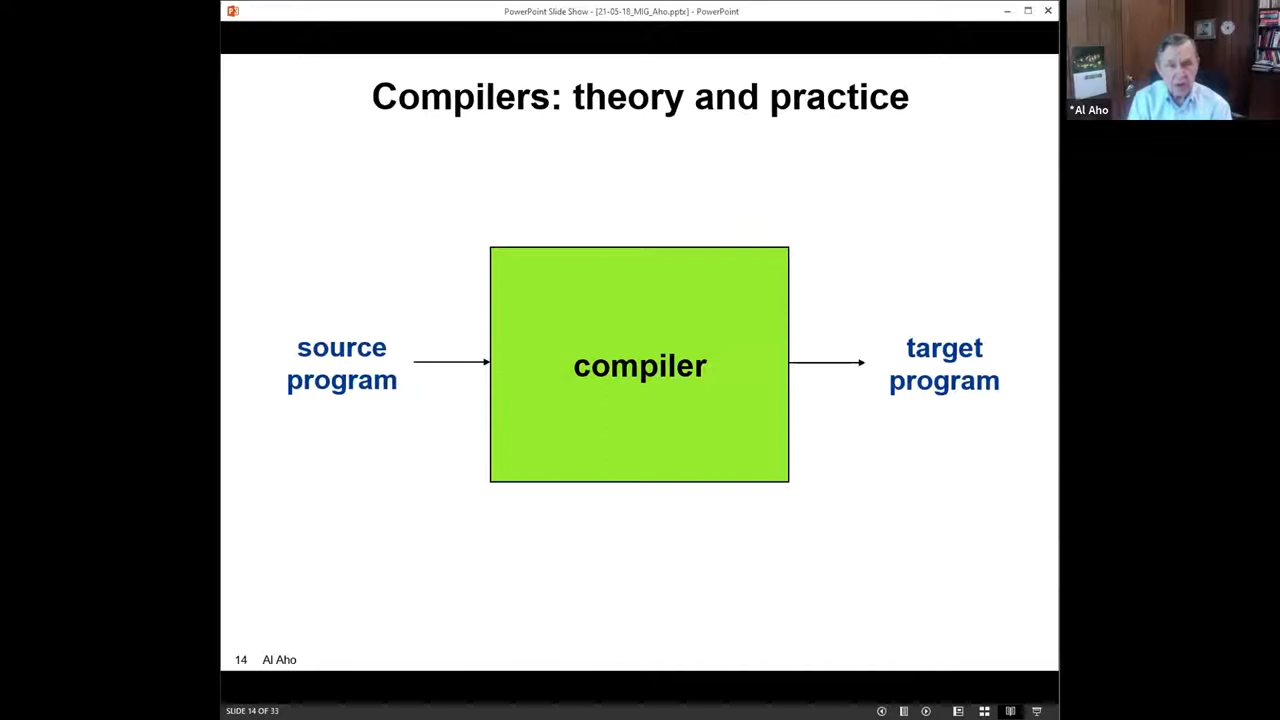 PowerPoint Slide Show - [21-05-18_MIG_Aho.pptx] - PowerPoint
*Al Aho
Compilers: theory and practice
source
program
compiler
target
program
14 Al Aho
SLIDE 14 OF 33